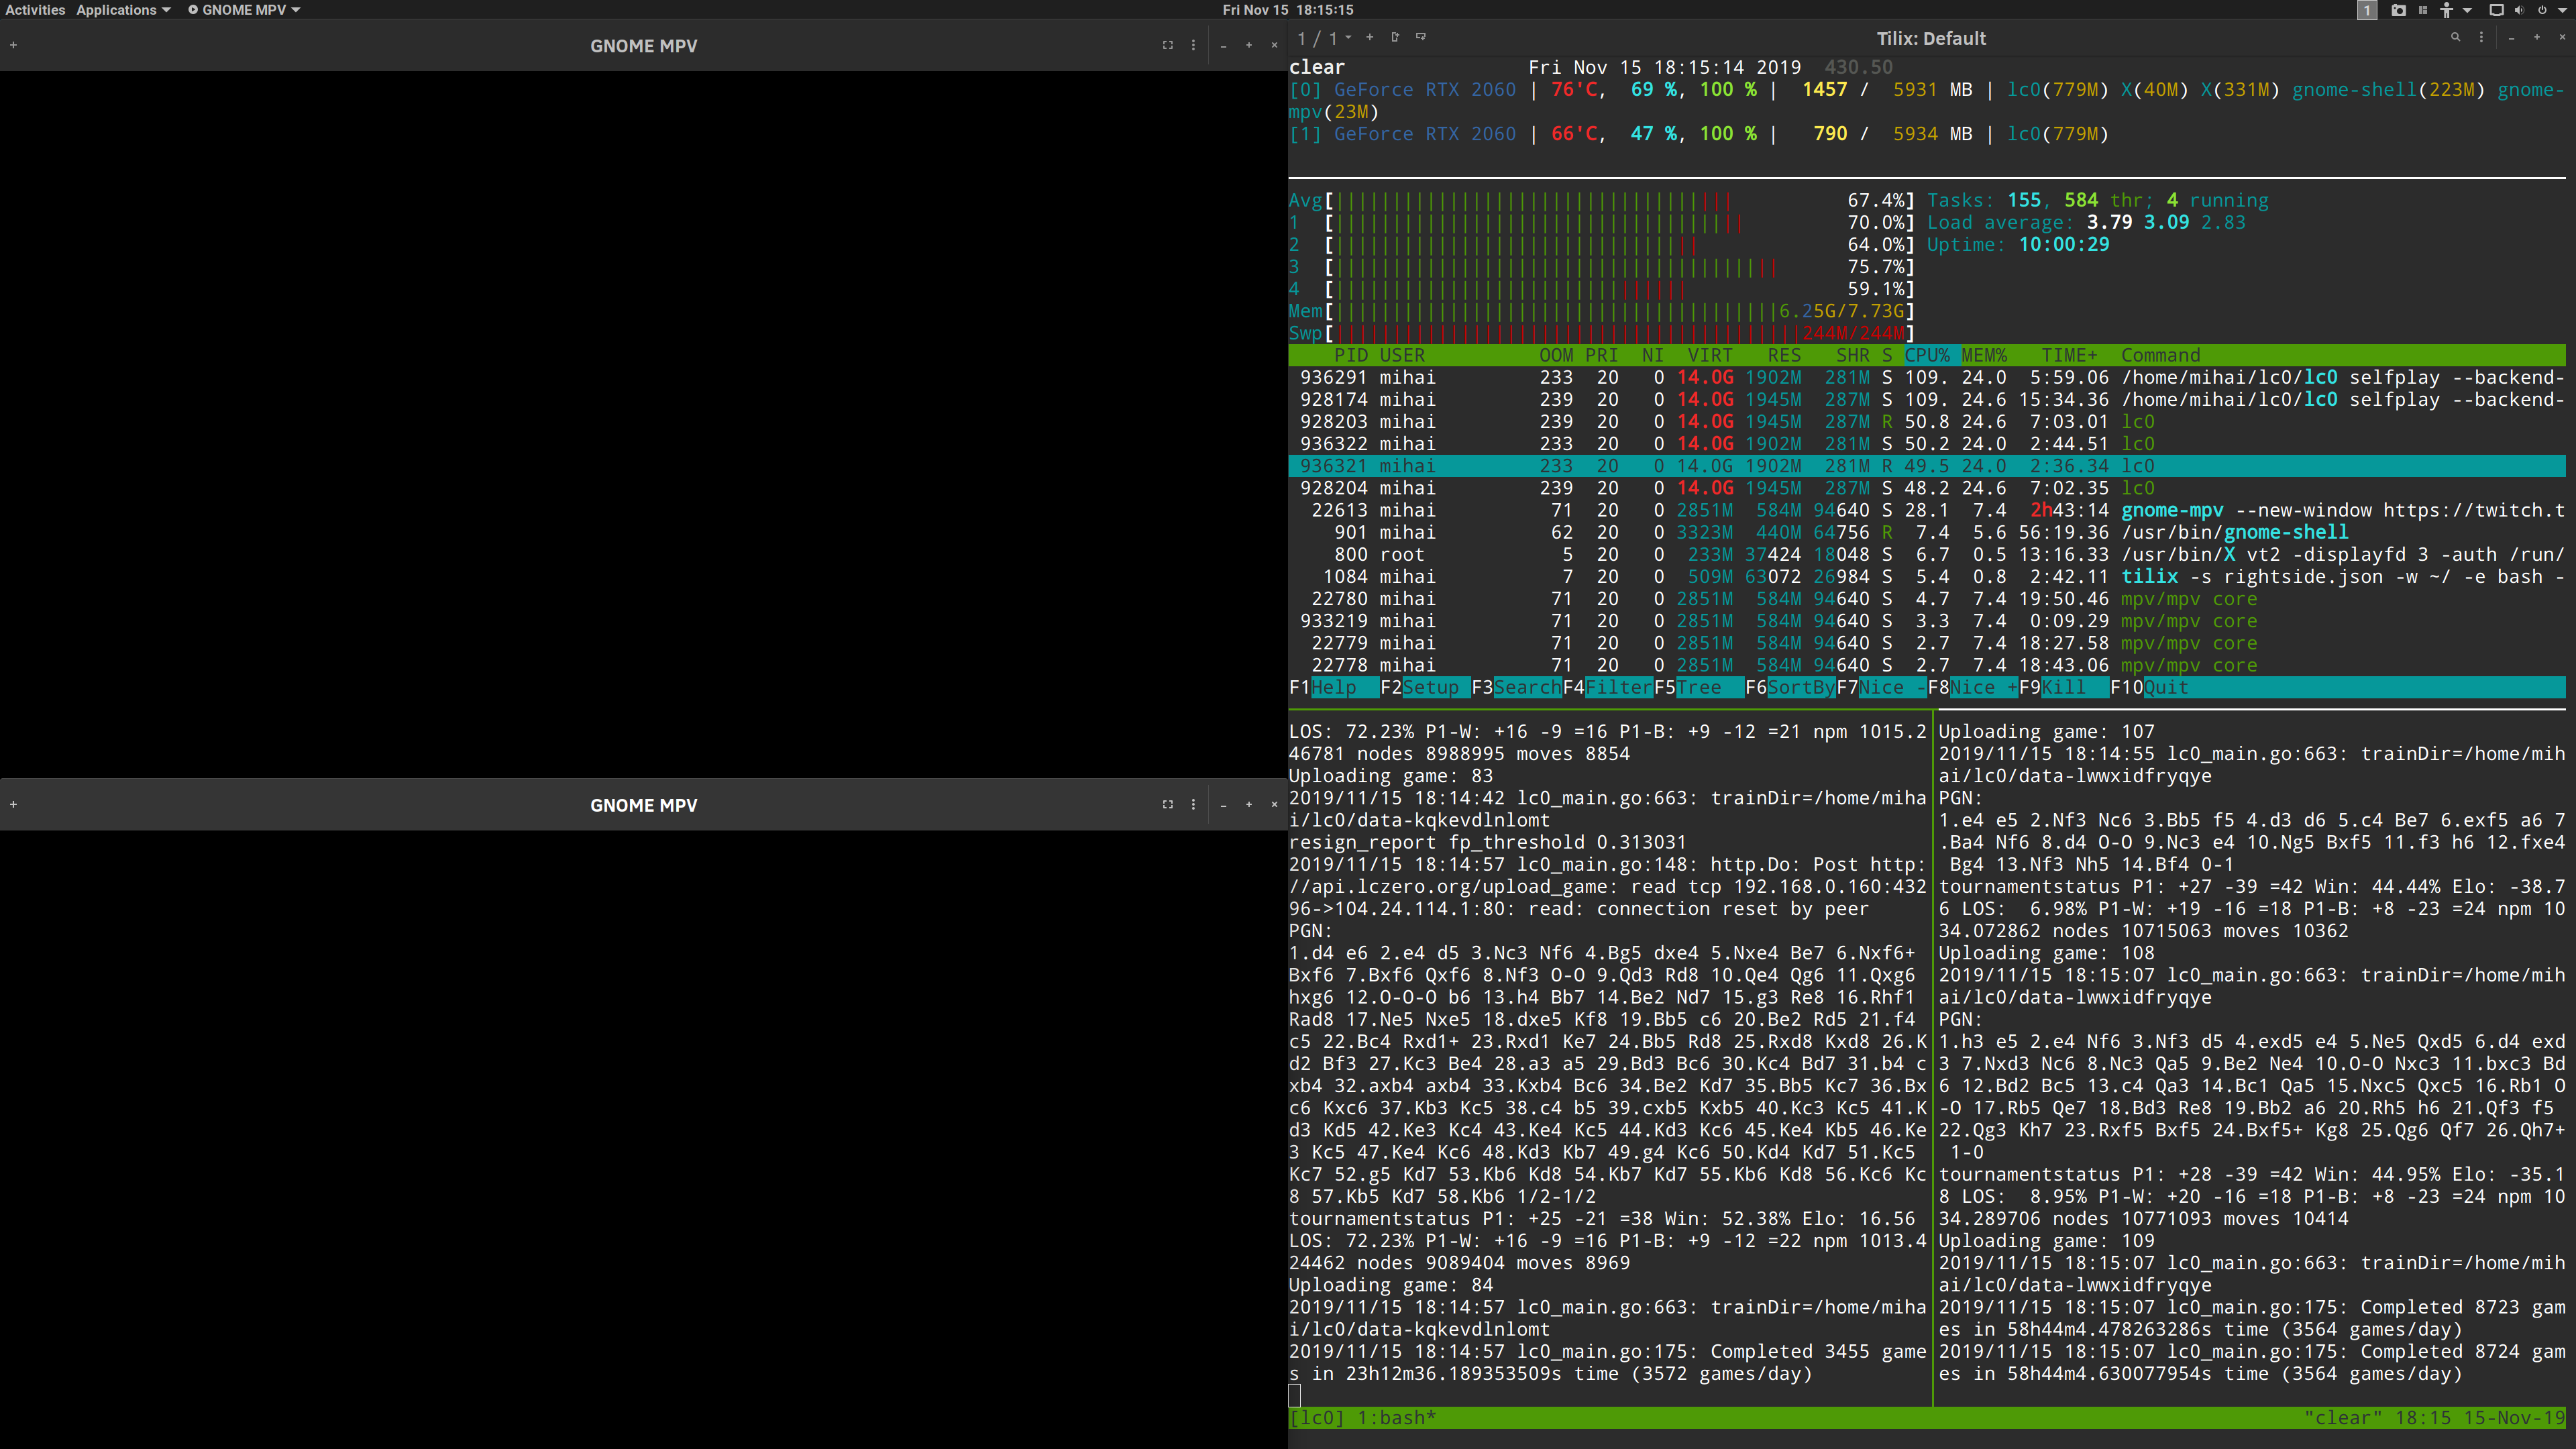 Activities Applications GNOME MPV Fri Nov 15 18:15:15 1
GNOME MPV
GNOME MPV
1 / 1 Tilix: Default
clear Fri Nov 15 18:15:14 2019 430.50
[0] GeForce RTX 2060 | 76'C, 69 %, 100 % | 1457 / 5931 MB | lc0(779M) X(40M) X(331M) gnome-shell(223M) gnome-
mpv(23M)
[1] GeForce RTX 2060 | 66'C, 47 %, 100 % | 790 / 5934 MB | lc0(779M)
Avg[ 67.4%] Tasks: 155, 584 thr; 4 running
1 [ 70.0%] Load average: 3.79 3.09 2.83
2 [ 64.0%] Uptime: 10:00:29
3 [ 75.7%]
4 [ 59.1%]
Mem[ 6.25G/7.73G]
Swp[ 244M/244M]
PID USER OOM PRI NI VIRT RES SHR S CPU% MEM% TIME+ Command
936291 mihai 233 20 0 14.0G 1902M 281M S 109. 24.0 5:59.06 /home/mihai/lc0/lc0 selfplay --backend-
928174 mihai 239 20 0 14.0G 1945M 287M S 109. 24.6 15:34.36 /home/mihai/lc0/lc0 selfplay --backend-
928203 mihai 239 20 0 14.0G 1945M 287M R 50.8 24.6 7:03.01 lc0
936322 mihai 233 20 0 14.0G 1902M 281M S 50.2 24.0 2:44.51 lc0
936321 mihai 233 20 0 14.0G 1902M 281M R 49.5 24.0 2:36.34 lc0
928204 mihai 239 20 0 14.0G 1945M 287M S 48.2 24.6 7:02.35 lc0
22613 mihai 71 20 0 2851M 584M 94640 S 28.1 7.4 2h43:14 gnome-mpv --new-window https://twitch.t
901 mihai 62 20 0 3323M 440M 64756 R 7.4 5.6 56:19.36 /usr/bin/gnome-shell
800 root 5 20 0 233M 37424 18048 S 6.7 0.5 13:16.33 /usr/bin/X vt2 -displayfd 3 -auth /run/
1084 mihai 7 20 0 509M 63072 26984 S 5.4 0.8 2:42.11 tilix -s rightside.json -w ~/ -e bash -
22780 mihai 71 20 0 2851M 584M 94640 S 4.7 7.4 19:50.46 mpv/mpv core
933219 mihai 71 20 0 2851M 584M 94640 S 3.3 7.4 0:09.29 mpv/mpv core
22779 mihai 71 20 0 2851M 584M 94640 S 2.7 7.4 18:27.58 mpv/mpv core
22778 mihai 71 20 0 2851M 584M 94640 S 2.7 7.4 18:43.06 mpv/mpv core
F1Help F2Setup F3SearchF4FilterF5Tree F6SortByF7Nice -F8Nice +F9Kill F10Quit
LOS: 72.23% P1-W: +16 -9 =16 P1-B: +9 -12 =21 npm 1015.2
46781 nodes 8988995 moves 8854
Uploading game: 83
2019/11/15 18:14:42 lc0_main.go:663: trainDir=/home/miha
i/lc0/data-kqkevdlnlomt
resign_report fp_threshold 0.313031
2019/11/15 18:14:57 lc0_main.go:148: http.Do: Post http:
//api.lczero.org/upload_game: read tcp 192.168.0.160:432
96->104.24.114.1:80: read: connection reset by peer
PGN:
1.d4 e6 2.e4 d5 3.Nc3 Nf6 4.Bg5 dxe4 5.Nxe4 Be7 6.Nxf6+
Bxf6 7.Bxf6 Qxf6 8.Nf3 O-O 9.Qd3 Rd8 10.Qe4 Qg6 11.Qxg6
hxg6 12.O-O-O b6 13.h4 Bb7 14.Be2 Nd7 15.g3 Re8 16.Rhf1
Rad8 17.Ne5 Nxe5 18.dxe5 Kf8 19.Bb5 c6 20.Be2 Rd5 21.f4
c5 22.Bc4 Rxd1+ 23.Rxd1 Ke7 24.Bb5 Rd8 25.Rxd8 Kxd8 26.K
d2 Bf3 27.Kc3 Be4 28.a3 a5 29.Bd3 Bc6 30.Kc4 Bd7 31.b4 c
xb4 32.axb4 axb4 33.Kxb4 Bc6 34.Be2 Kd7 35.Bb5 Kc7 36.Bx
c6 Kxc6 37.Kb3 Kc5 38.c4 b5 39.cxb5 Kxb5 40.Kc3 Kc5 41.K
d3 Kd5 42.Ke3 Kc4 43.Ke4 Kc5 44.Kd3 Kc6 45.Ke4 Kb5 46.Ke
3 Kc5 47.Ke4 Kc6 48.Kd3 Kb7 49.g4 Kc6 50.Kd4 Kd7 51.Kc5
Kc7 52.g5 Kd7 53.Kb6 Kd8 54.Kb7 Kd7 55.Kb6 Kd8 56.Kc6 Kc
8 57.Kb5 Kd7 58.Kb6 1/2-1/2
tournamentstatus P1: +25 -21 =38 Win: 52.38% Elo: 16.56
LOS: 72.23% P1-W: +16 -9 =16 P1-B: +9 -12 =22 npm 1013.4
24462 nodes 9089404 moves 8969
Uploading game: 84
2019/11/15 18:14:57 lc0_main.go:663: trainDir=/home/miha
i/lc0/data-kqkevdlnlomt
2019/11/15 18:14:57 lc0_main.go:175: Completed 3455 game
s in 23h12m36.189353509s time (3572 games/day)
Uploading game: 107
2019/11/15 18:14:55 lc0_main.go:663: trainDir=/home/mih
ai/lc0/data-lwwxidfryqye
PGN:
1.e4 e5 2.Nf3 Nc6 3.Bb5 f5 4.d3 d6 5.c4 Be7 6.exf5 a6 7
.Ba4 Nf6 8.d4 O-O 9.Nc3 e4 10.Ng5 Bxf5 11.f3 h6 12.fxe4
Bg4 13.Nf3 Nh5 14.Bf4 0-1
tournamentstatus P1: +27 -39 =42 Win: 44.44% Elo: -38.7
6 LOS: 6.98% P1-W: +19 -16 =18 P1-B: +8 -23 =24 npm 10
34.072862 nodes 10715063 moves 10362
Uploading game: 108
2019/11/15 18:15:07 lc0_main.go:663: trainDir=/home/mih
ai/lc0/data-lwwxidfryqye
PGN:
1.h3 e5 2.e4 Nf6 3.Nf3 d5 4.exd5 e4 5.Ne5 Qxd5 6.d4 exd
3 7.Nxd3 Nc6 8.Nc3 Qa5 9.Be2 Ne4 10.O-O Nxc3 11.bxc3 Bd
6 12.Bd2 Bc5 13.c4 Qa3 14.Bc1 Qa5 15.Nxc5 Qxc5 16.Rb1 O
-O 17.Rb5 Qe7 18.Bd3 Re8 19.Bb2 a6 20.Rh5 h6 21.Qf3 f5
22.Qg3 Kh7 23.Rxf5 Bxf5 24.Bxf5+ Kg8 25.Qg6 Qf7 26.Qh7+
1-0
tournamentstatus P1: +28 -39 =42 Win: 44.95% Elo: -35.1
8 LOS: 8.95% P1-W: +20 -16 =18 P1-B: +8 -23 =24 npm 10
34.289706 nodes 10771093 moves 10414
Uploading game: 109
2019/11/15 18:15:07 lc0_main.go:663: trainDir=/home/mih
ai/lc0/data-lwwxidfryqye
2019/11/15 18:15:07 lc0_main.go:175: Completed 8723 gam
es in 58h44m4.478263286s time (3564 games/day)
2019/11/15 18:15:07 lc0_main.go:175: Completed 8724 gam
es in 58h44m4.630077954s time (3564 games/day)
[lc0] 1:bash* "clear" 18:15 15-Nov-19